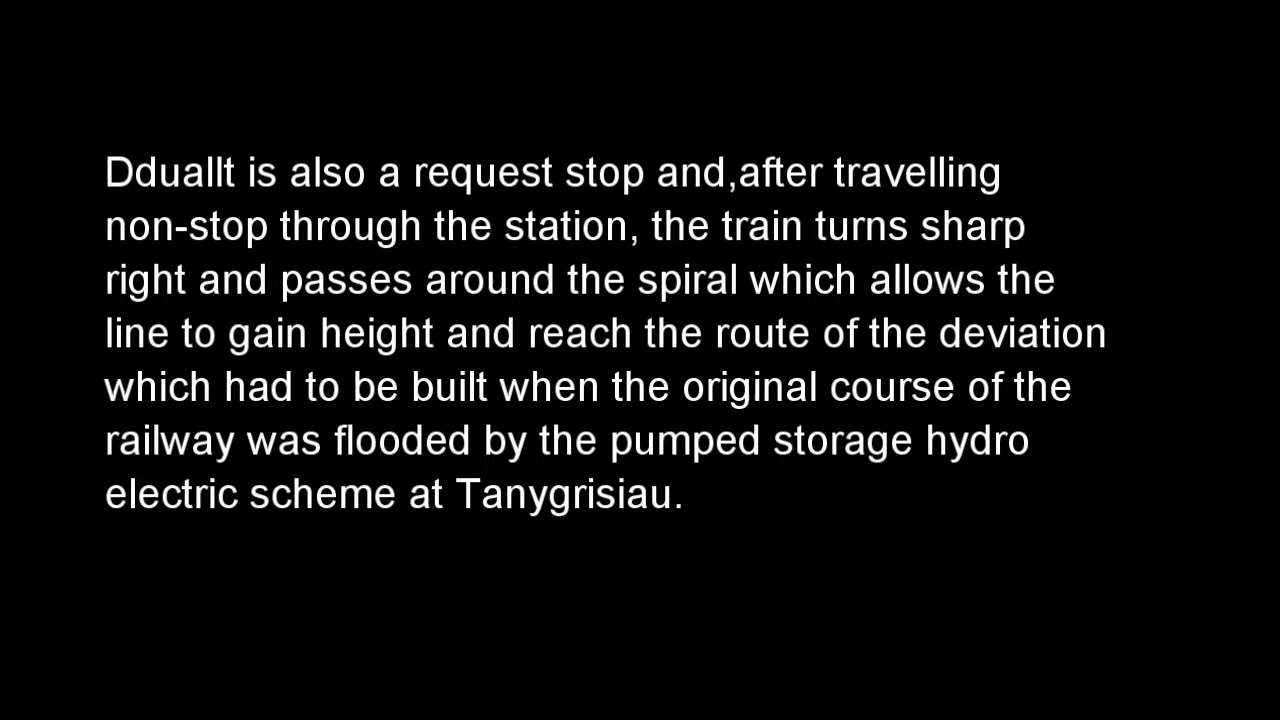 Dduallt is also a request stop and,after travelling
non-stop through the station, the train turns sharp
right and passes around the spiral which allows the
line to gain height and reach the route of the deviation
which had to be built when the original course of the
railway was flooded by the pumped storage hydro
electric scheme at Tanygrisiau.